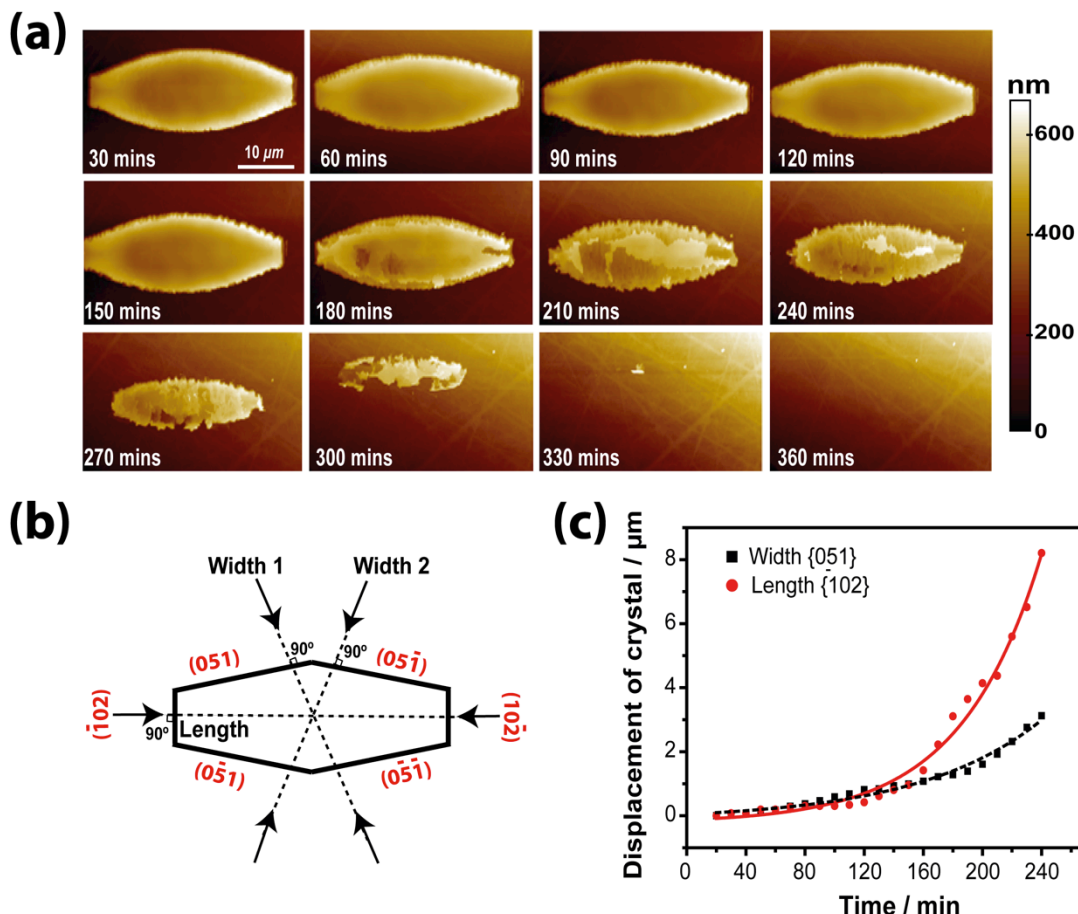 (a)
nm
30 mins
10 µm
60 mins
90 mins
120 mins
600
400
150 mins
180 mins
210 mins
240 mins
200
270 mins
300 mins
330 mins
360 mins
0
(b)
Width 1
Width 2
90º
90º
(051)
(051̄)
(1̄02)
90º
Length
(102̄)
(05̄1)
(05̄1̄)
(c)
Displacement of crystal / µm
8
6
4
2
0
Width {051}
Length {1̄02}
0
40
80
120
160
200
240
Time / min